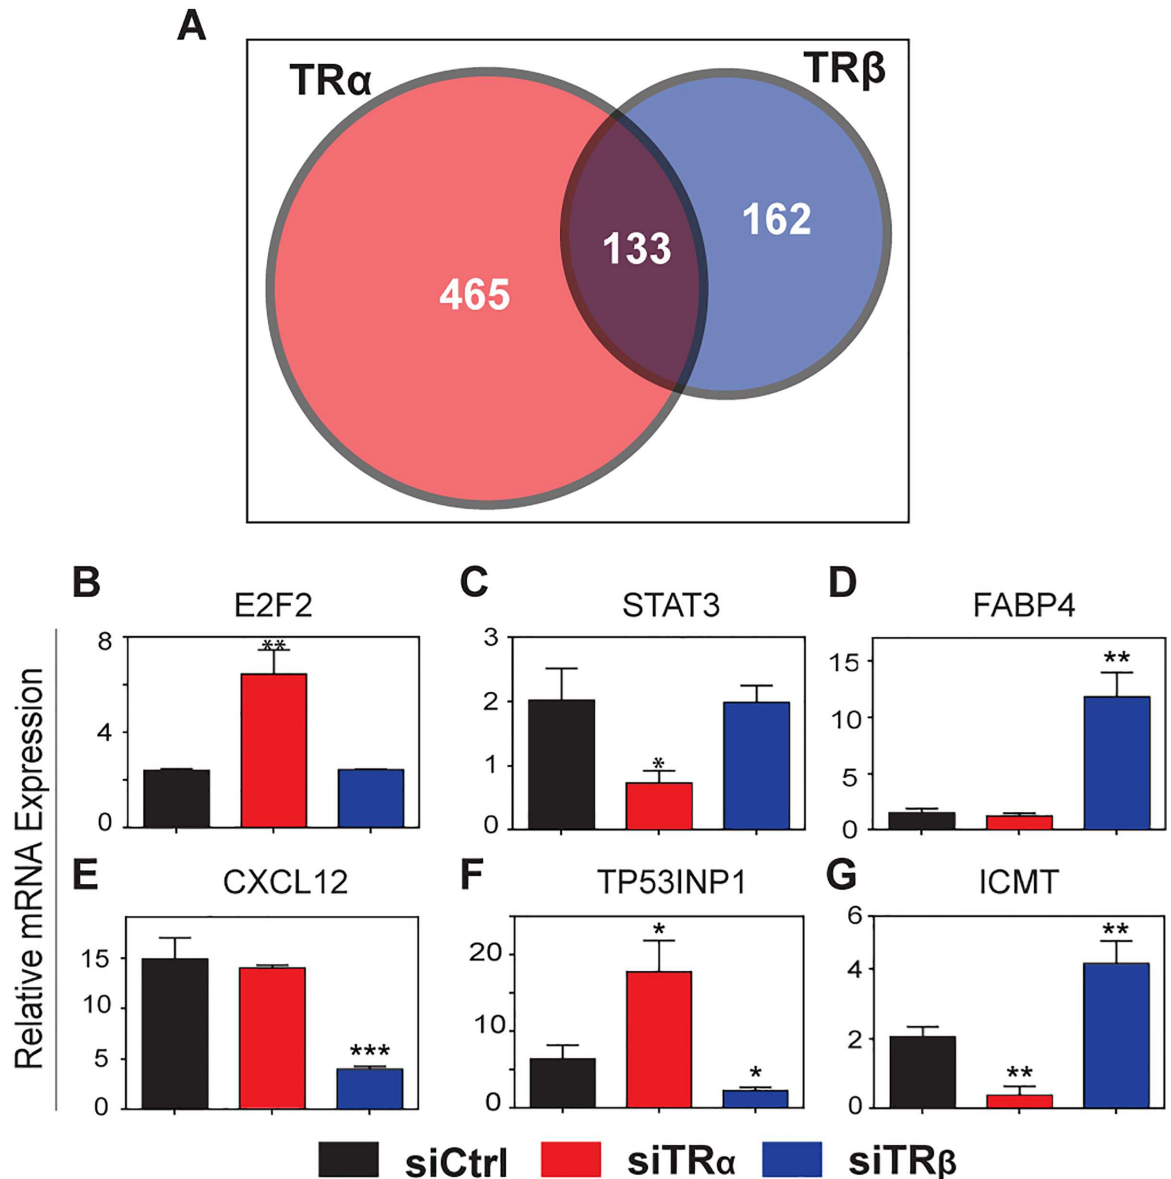 A
TRα
TRβ
465
133
162
Relative mRNA Expression
B
E2F2
8
4
0
**
C
STAT3
3
2
1
0
*
D
FABP4
15
10
5
0
**
E
CXCL12
15
10
5
0
***
F
TP53INP1
20
10
0
*
*
G
ICMT
6
4
2
0
**
**
siCtrl siTRα siTRβ